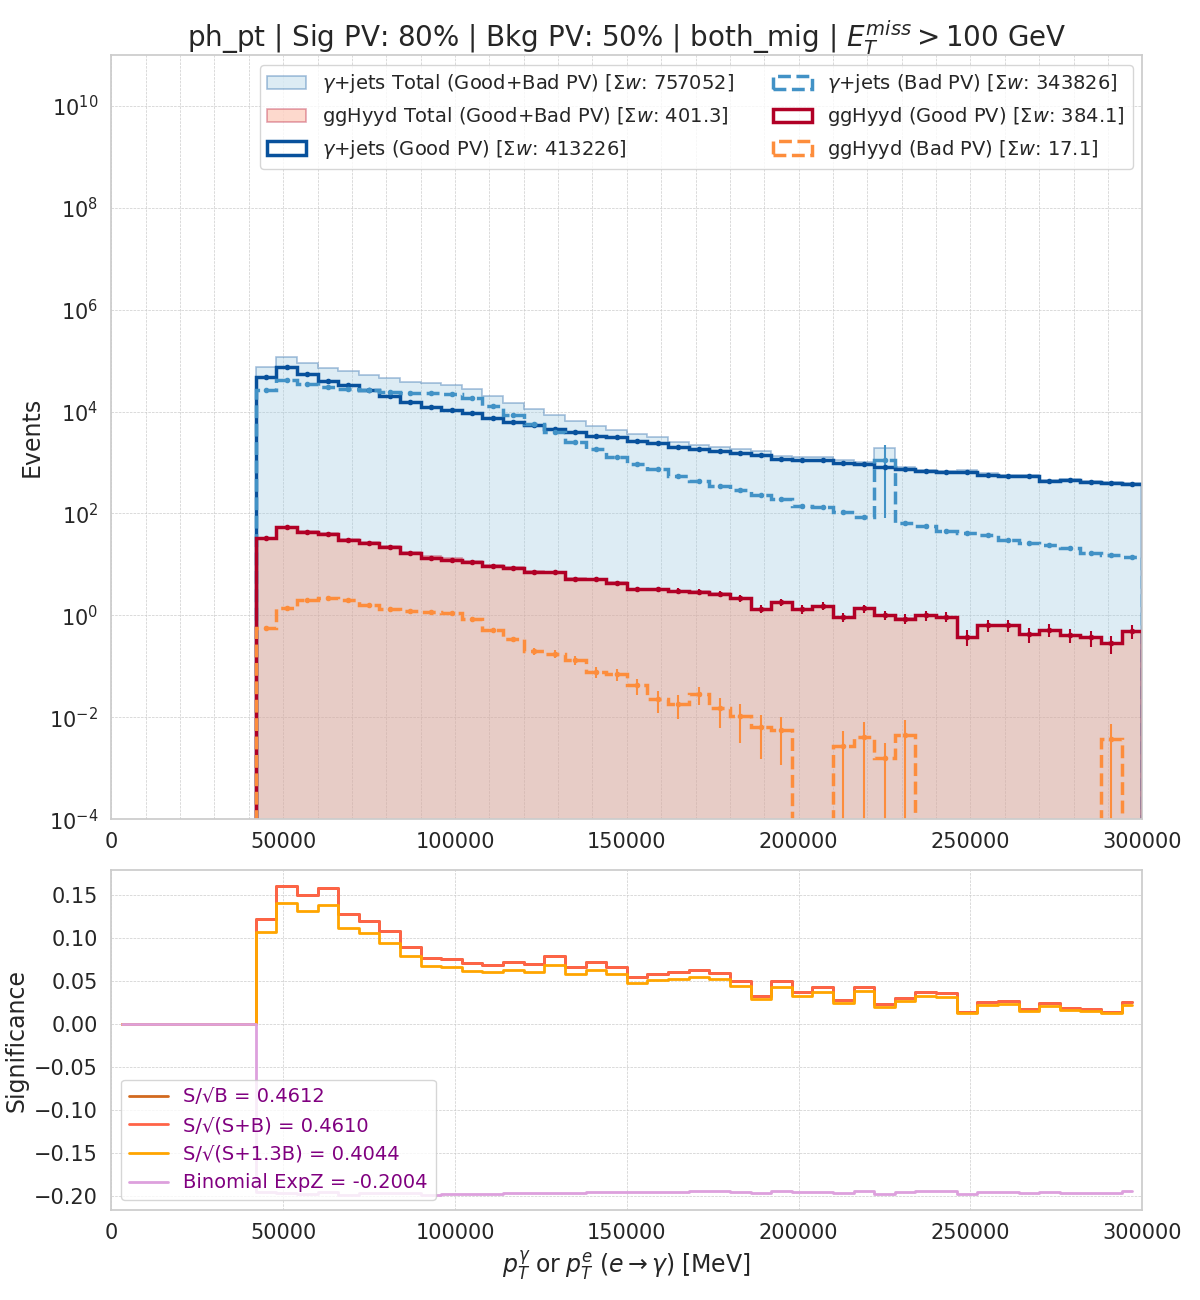 ph_pt | Sig PV: 80% | Bkg PV: 50% | both_mig | $E_T^{miss} > 100$ GeV
γ+jets Total (Good+Bad PV) [Σw: 757052]
ggHyyd Total (Good+Bad PV) [Σw: 401.3]
γ+jets (Good PV) [Σw: 413226]
γ+jets (Bad PV) [Σw: 343826]
ggHyyd (Good PV) [Σw: 384.1]
ggHyyd (Bad PV) [Σw: 17.1]
Events
10^10
10^8
10^6
10^4
10^2
10^0
10^−2
10^−4
0 50000 100000 150000 200000 250000 300000
Significance
0.15
0.10
0.05
0.00
−0.05
−0.10
−0.15
−0.20
S/√B = 0.4612
S/√(S+B) = 0.4610
S/√(S+1.3B) = 0.4044
Binomial ExpZ = -0.2004
0 50000 100000 150000 200000 250000 300000
$p_T^γ$ or $p_T^e$ (e→γ) [MeV]